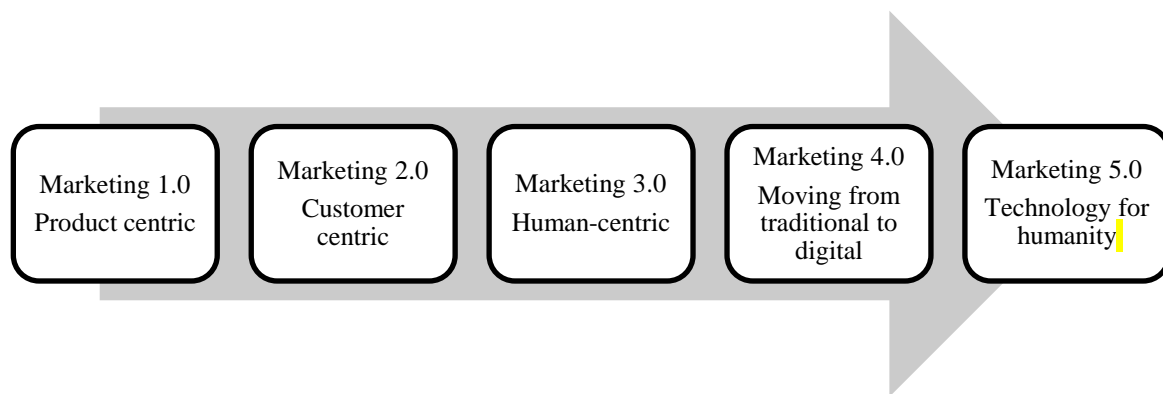 Marketing 1.0
Product centric
Marketing 2.0
Customer
centric
Marketing 3.0
Human-centric
Marketing 4.0
Moving from
traditional to
digital
Marketing 5.0
Technology for
humanity